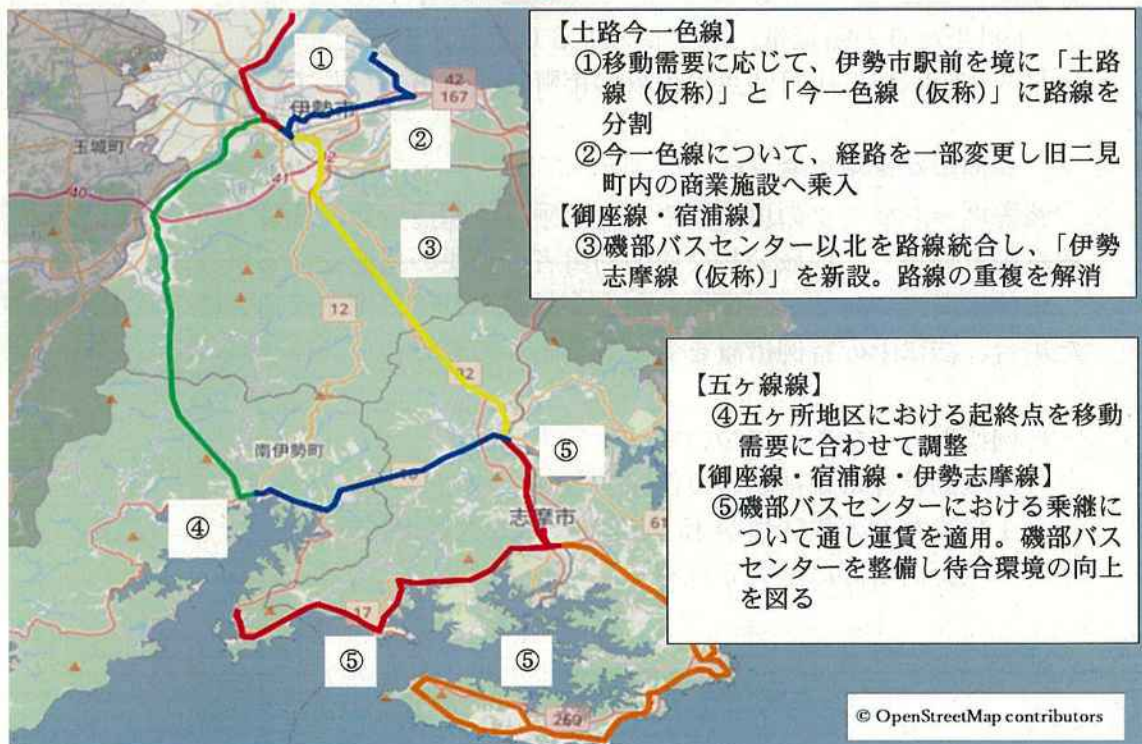 【土路今一色線】
①移動需要に応じて、伊勢市駅前を境に「土路
線（仮称）」と「今一色線（仮称）」に路線を
分割
②今一色線について、経路を一部変更し旧二見
町内の商業施設へ乗入
【御座線・宿浦線】
③磯部バスセンター以北を路線統合し、「伊勢
志摩線（仮称）」を新設。路線の重複を解消
【五ヶ線線】
④五ヶ所地区における起終点を移動
需要に合わせて調整
【御座線・宿浦線・伊勢志摩線】
⑤磯部バスセンターにおける乗継に
ついて通し運賃を適用。磯部バス
センターを整備し待合環境の向上
を図る
①
42
167
伊勢市
②
玉城町
40
41
③
12
32
南伊勢町
⑤
④
志摩市
61
17
⑤
⑤
260
© OpenStreetMap contributors